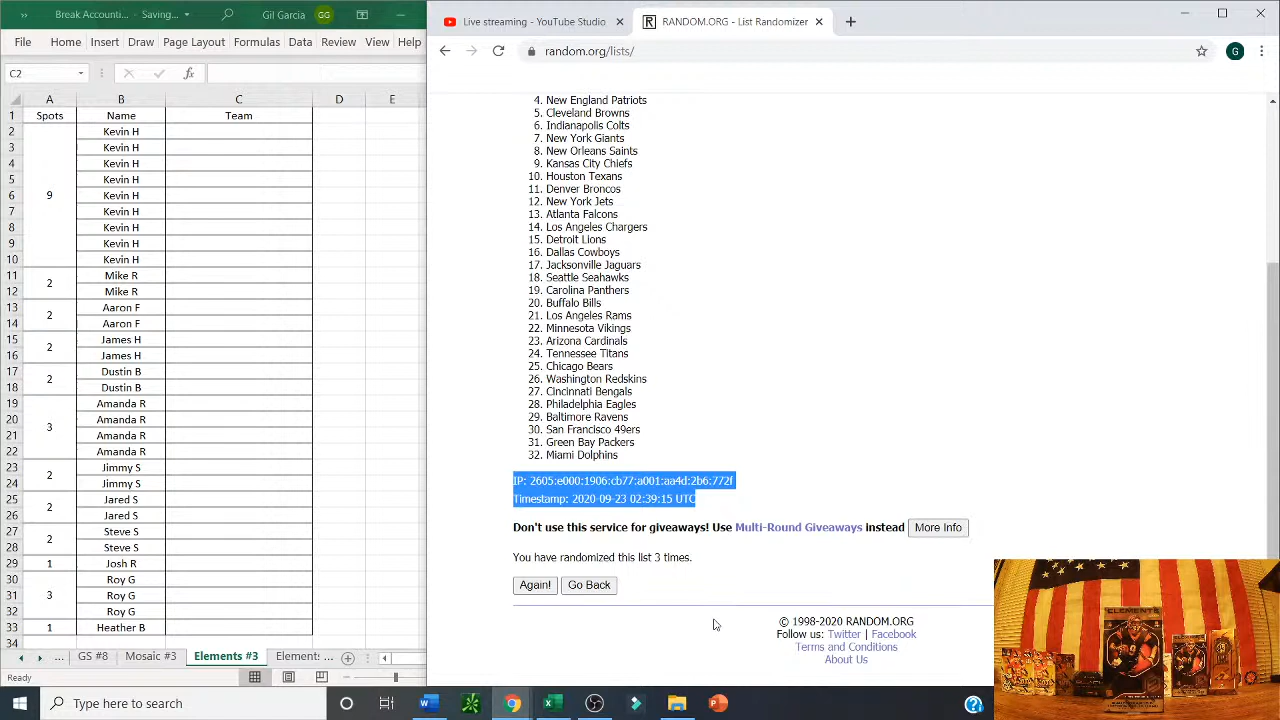 Break Accounts - Saving...
Gil Garcia
GG
Live streaming - YouTube Studio
RANDOM.ORG - List Randomizer
File Home Insert Draw Page Layout Formulas Data Review View Help
random.org/lists/
G
C2
fx
A B C D E
1 Spots Name Team
2 Kevin H
3 Kevin H
4 Kevin H
5 Kevin H
6 9 Kevin H
7 Kevin H
8 Kevin H
9 Kevin H
10 Kevin H
11 2 Mike R
12 Mike R
13 2 Aaron F
14 Aaron F
15 2 James H
16 James H
17 2 Dustin B
18 Dustin B
19 Amanda R
20 3 Amanda R
21 Amanda R
22 Amanda R
23 2 Jimmy S
24 Jimmy S
25 2 Jared S
26 Jared S
27 2 Steve S
28 Steve S
29 1 Josh R
30 Roy G
31 3 Roy G
32 Roy G
33 1 Heather B
34
4. New England Patriots
5. Cleveland Browns
6. Indianapolis Colts
7. New York Giants
8. New Orleans Saints
9. Kansas City Chiefs
10. Houston Texans
11. Denver Broncos
12. New York Jets
13. Atlanta Falcons
14. Los Angeles Chargers
15. Detroit Lions
16. Dallas Cowboys
17. Jacksonville Jaguars
18. Seattle Seahawks
19. Carolina Panthers
20. Buffalo Bills
21. Los Angeles Rams
22. Minnesota Vikings
23. Arizona Cardinals
24. Tennessee Titans
25. Chicago Bears
26. Washington Redskins
27. Cincinnati Bengals
28. Philadelphia Eagles
29. Baltimore Ravens
30. San Francisco 49ers
31. Green Bay Packers
32. Miami Dolphins
IP: 2605:e000:1906:cb77:a001:aa4d:2b6:772f
Timestamp: 2020-09-23 02:39:15 UTC
Don't use this service for giveaways! Use Multi-Round Giveaways instead More Info
You have randomized this list 3 times.
Again! Go Back
© 1998-2020 RANDOM.ORG
Follow us: Twitter | Facebook
Terms and Conditions
About Us
... GS #8 Mosaic #3 Elements #3 Elements ...
Ready
ELEMENTS
Type here to search